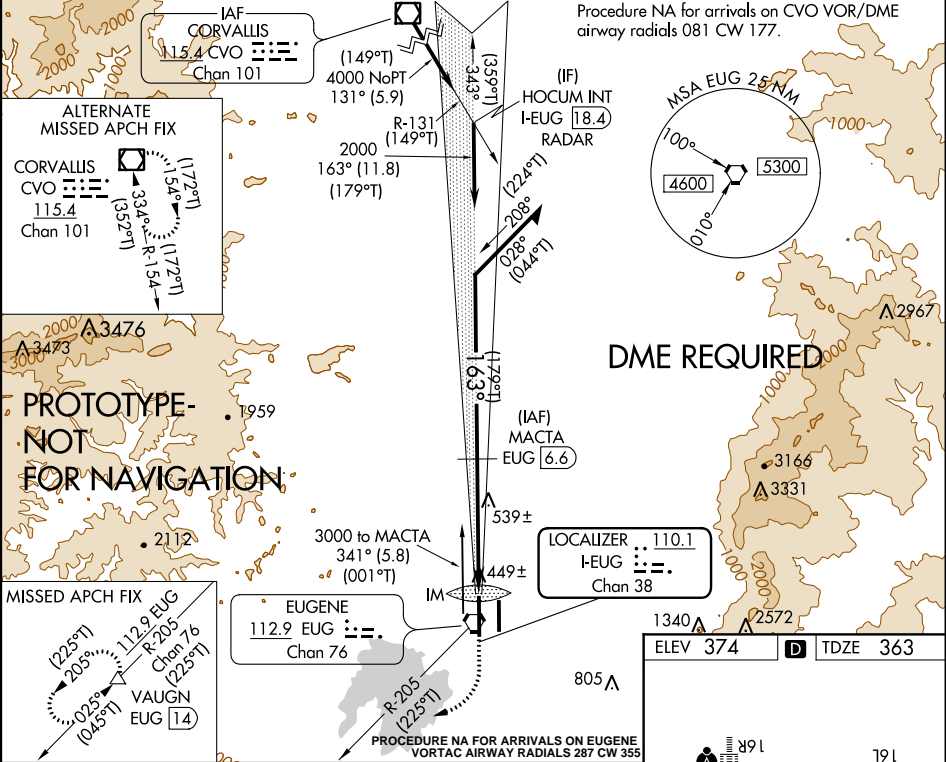 IAF
CORVALLIS
115.4 CVO
Chan 101
(149°T)
4000 NoPT
131° (5.9)
R-131
(149°T)
2000
163° (11.8)
(179°T)
343°
(359°T)
(IF)
HOCUM INT
I-EUG 18.4
RADAR
Procedure NA for arrivals on CVO VOR/DME
airway radials 081 CW 177.
MSA EUG 25 NM
100°
4600
5300
010°
1000
2000
1000
ALTERNATE
MISSED APCH FIX
CORVALLIS
CVO
115.4
Chan 101
(172°T)
154°
334°
(352°T)
R-154
(172°T)
(224°T)
208°
028°
(044°T)
163°
(179°T)
2967
DME REQUIRED
2000
3476
3473
3000
1959
PROTOTYPE-
NOT
FOR NAVIGATION
2112
(IAF)
MACTA
EUG 6.6
539±
449±
3166
3331
1000
2000
1000
2000
1340
2572
3000 to MACTA
341° (5.8)
(001°T)
IM
LOCALIZER 110.1
I-EUG
Chan 38
EUGENE
112.9 EUG
Chan 76
MISSED APCH FIX
112.9 EUG
R-205
Chan 76
(225°T)
(225°T)
205°
025°
(045°T)
VAUGN
EUG 14
R-205
(225°T)
805
PROCEDURE NA FOR ARRIVALS ON EUGENE
VORTAC AIRWAY RADIALS 287 CW 355
ELEV 374
D
TDZE 363
16R
16L